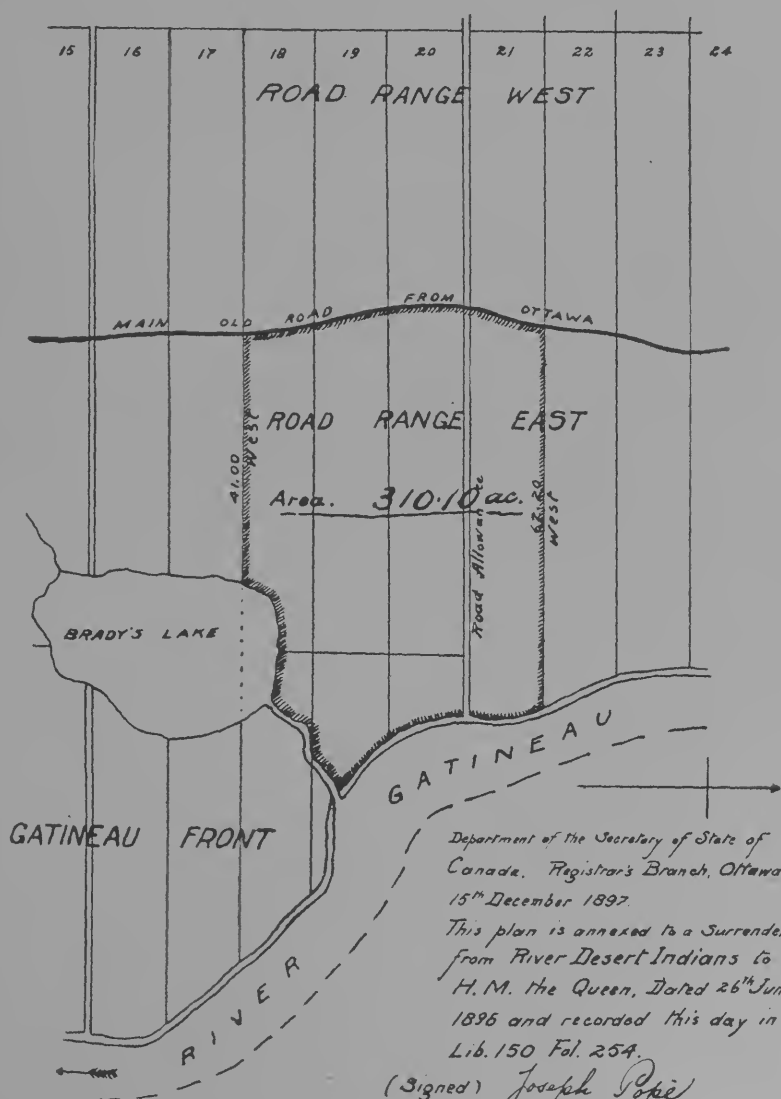 15 16 17 18 19 20 21 22 23 24
ROAD RANGE WEST
MAIN OLD ROAD FROM OTTAWA
ROAD RANGE EAST
41.00 West
Area. 310.10 ac.
Road Allowance
62.20 West
BRADY'S LAKE
GATINEAU
GATINEAU FRONT
RIVER
Department of the Secretary of State of
Canada, Registrar's Branch, Ottawa
15th December 1897.
This plan is annexed to a Surrende
from River Desert Indians to
H.M. the Queen, Dated 26th Jun
1896 and recorded this day in
Lib. 150 Fol. 254.
(Signed) Joseph Pope